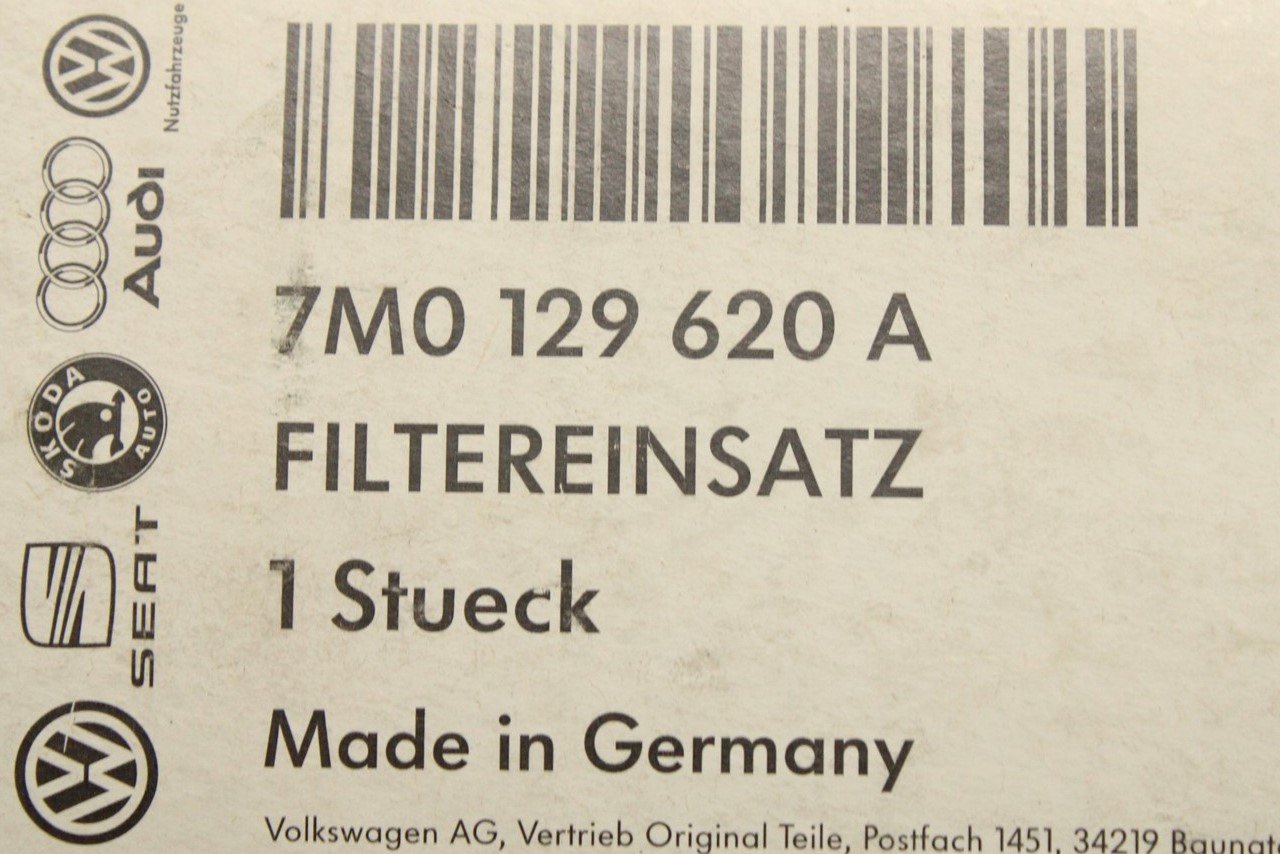 Nutzfahrzeuge
Audi
SKODA AUTO
SEAT
7M0 129 620 A
FILTEREINSATZ
1 Stueck
Made in Germany
Volkswagen AG, Vertrieb Original Teile, Postfach 1451, 34219